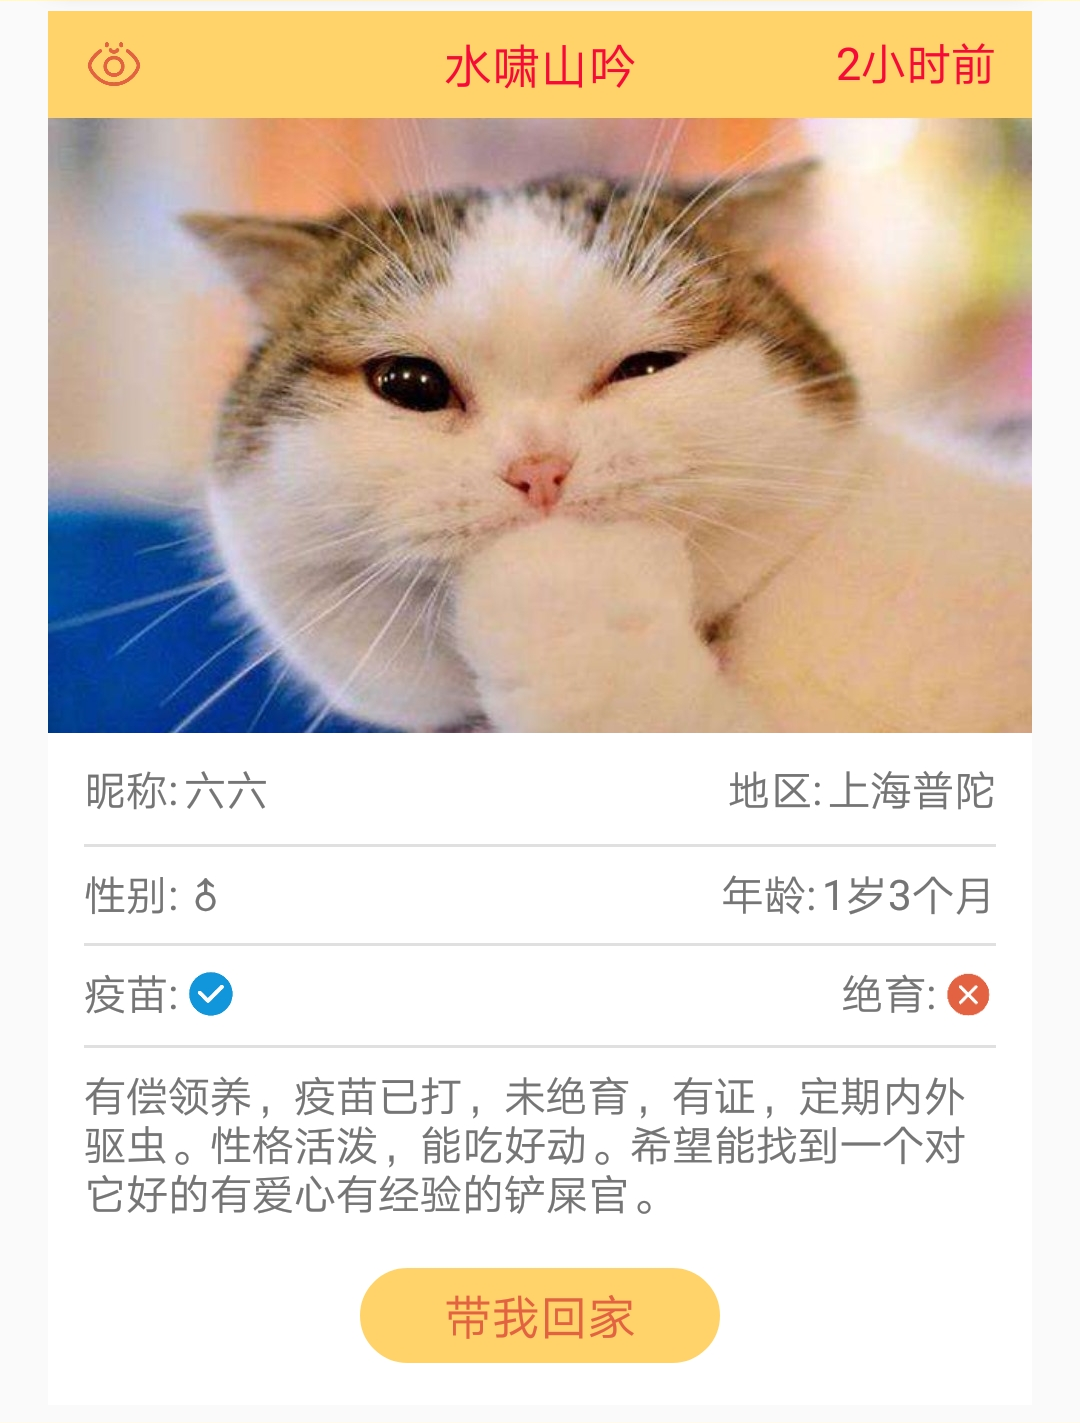 水啸山吟 2小时前
昵称:六六 地区:上海普陀
性别:♂ 年龄:1岁3个月
疫苗: 绝育:
有偿领养，疫苗已打，未绝育，有证，定期内外
驱虫。性格活泼，能吃好动。希望能找到一个对
它好的有爱心有经验的铲屎官。
带我回家